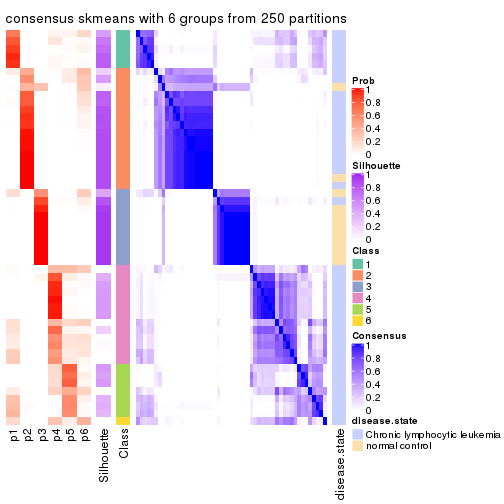 consensus skmeans with 6 groups from 250 partitions
Prob
1
0.8
0.6
0.4
0.2
0
Silhouette
1
0.8
0.6
0.4
0.2
0
Class
1
2
3
4
5
6
Consensus
1
0.8
0.6
0.4
0.2
0
disease.state
Chronic lymphocytic leukemia
normal control
p1
p2
p3
p4
p5
p6
Silhouette
Class
disease.state